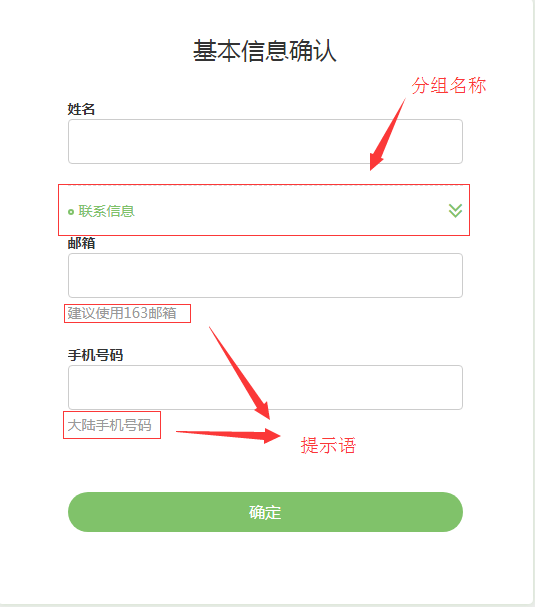 基本信息确认
分组名称
姓名
联系信息
邮箱
建议使用163邮箱
手机号码
大陆手机号码
提示语
确定